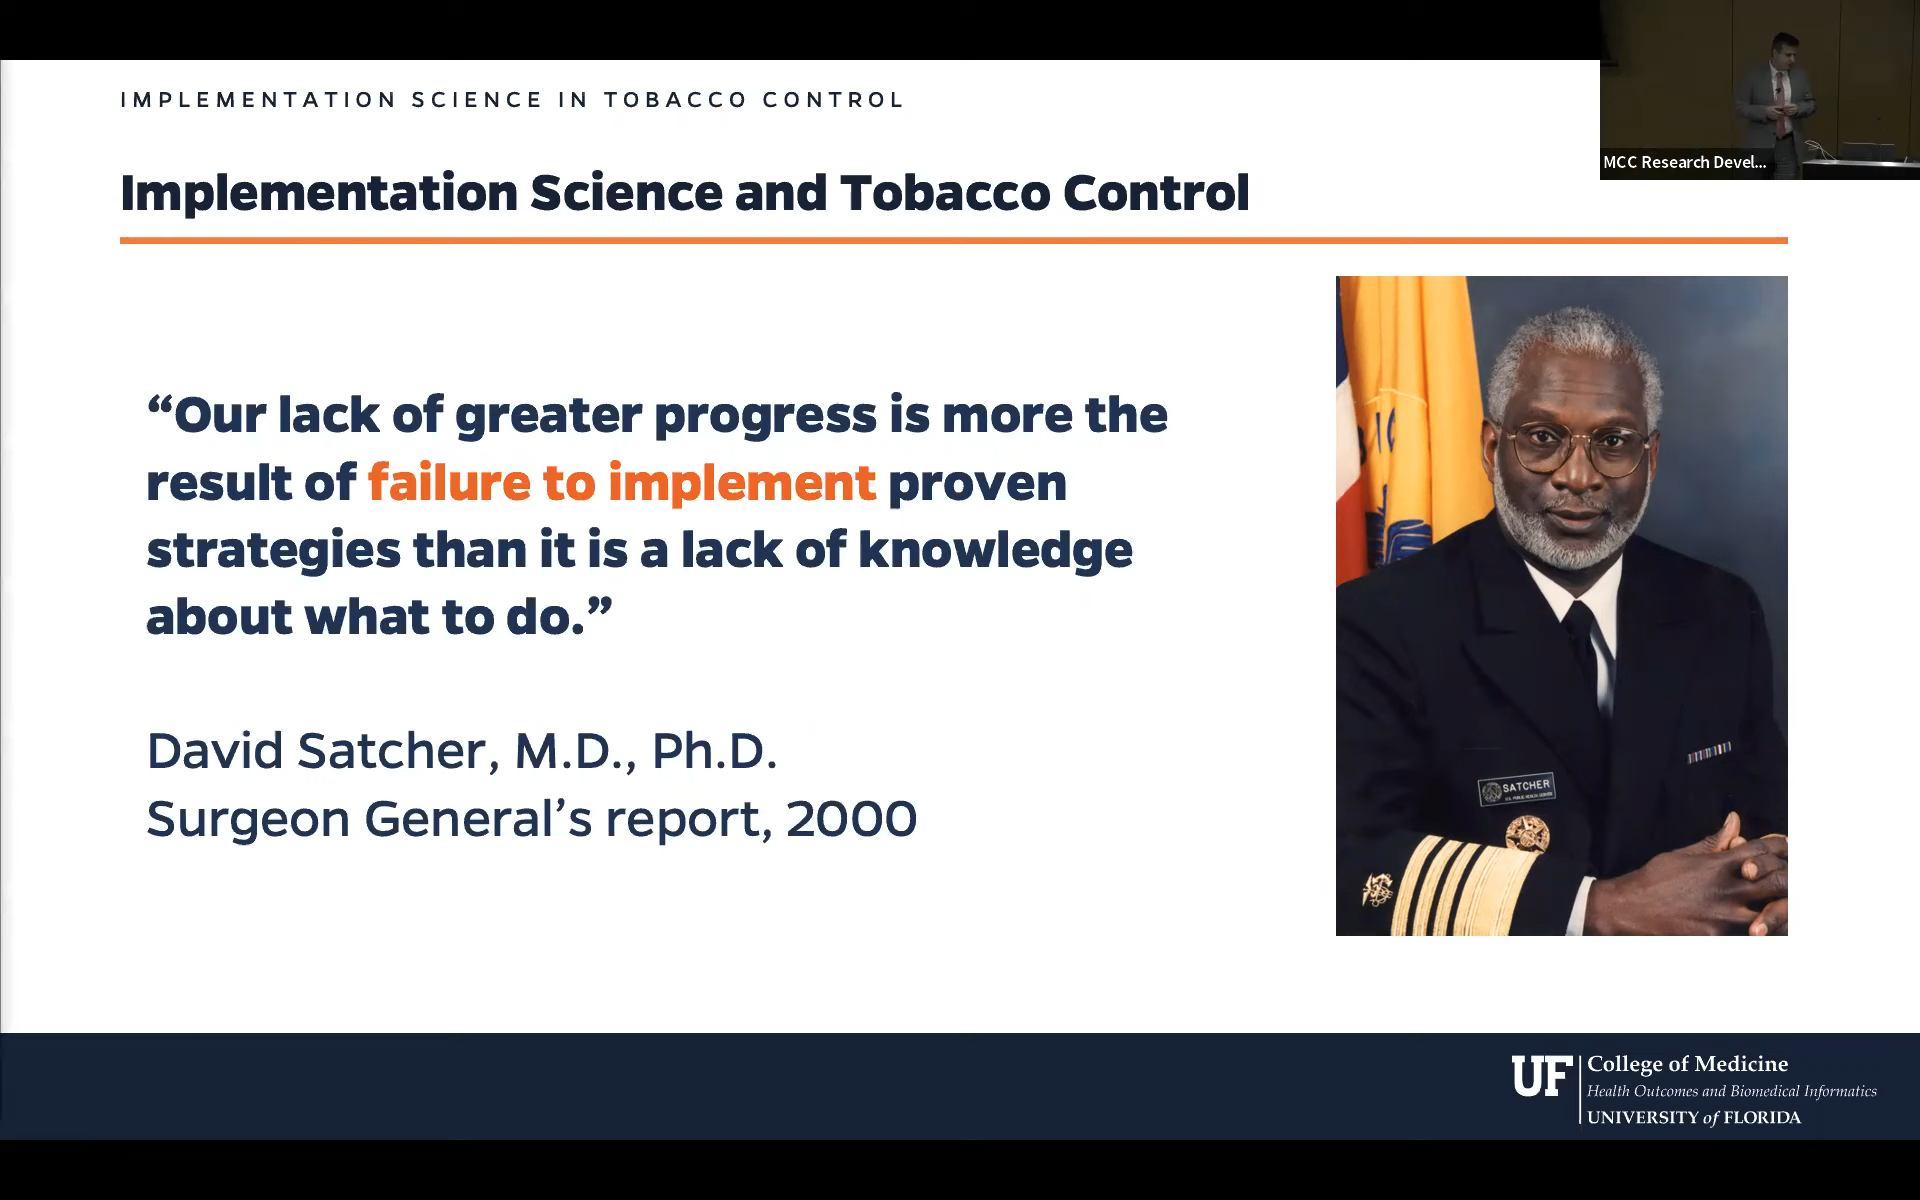 IMPLEMENTATION SCIENCE IN TOBACCO CONTROL
MCC Research Devel...
Implementation Science and Tobacco Control
“Our lack of greater progress is more the
result of failure to implement proven
strategies than it is a lack of knowledge
about what to do.”
David Satcher, M.D., Ph.D.
Surgeon General’s report, 2000
SATCHER
U.S. PUBLIC HEALTH SERVICE
UF
College of Medicine
Health Outcomes and Biomedical Informatics
UNIVERSITY of FLORIDA